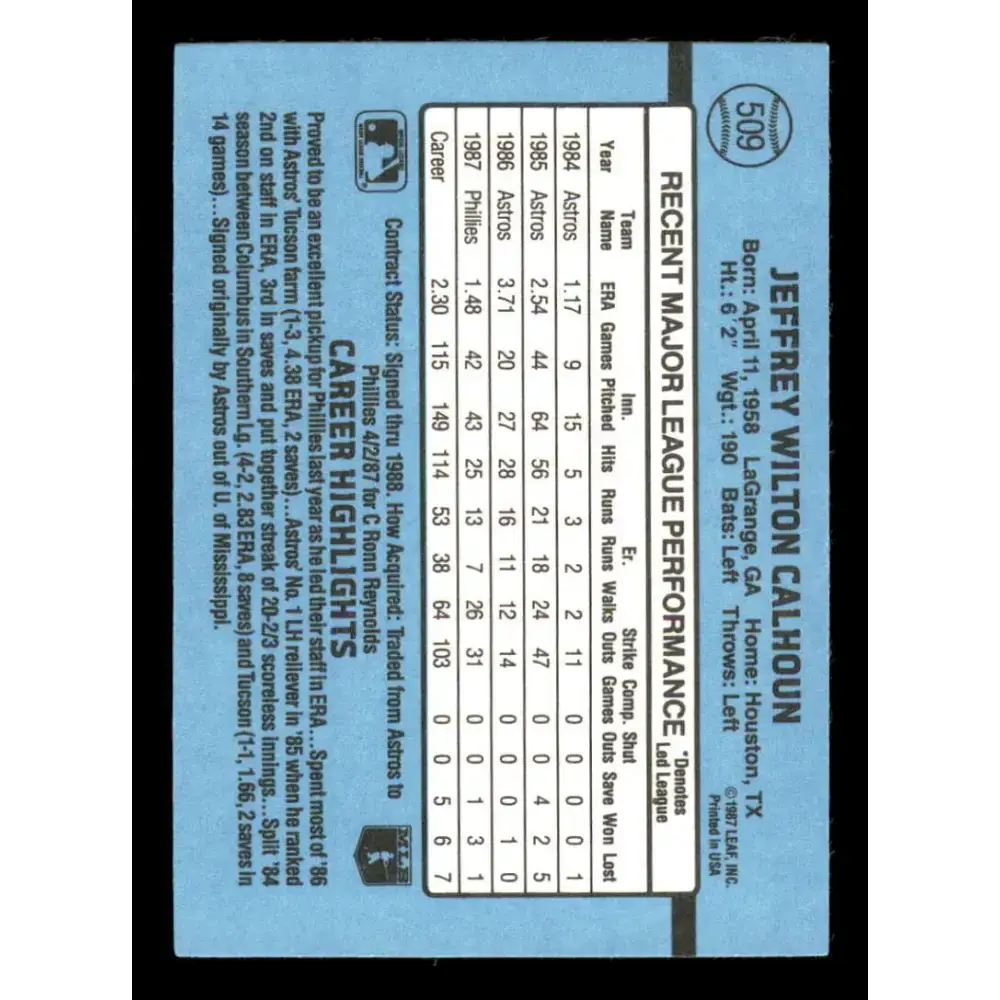 509
JEFFREY WILTON CALHOUN
Born: April 11, 1958 LaGrange, GA Home: Houston, TX
Ht.: 6´2˝ Wgt.: 190 Bats: Left Throws: Left
©1987 LEAF, INC.
Printed in USA
RECENT MAJOR LEAGUE PERFORMANCE *Denotes
Led League
Team Inn. Er. Strike Comp. Shut
Year Name ERA Games Pitched Hits Runs Runs Walks Outs Games Outs Save Won Lost
1984 Astros 1.17 9 15 5 3 2 2 11 0 0 0 0 1
1985 Astros 2.54 44 64 56 21 18 24 47 0 0 4 2 5
1986 Astros 3.71 20 27 28 16 11 12 14 0 0 0 1 0
1987 Phillies 1.48 42 43 25 13 7 26 31 0 0 1 3 1
Career 2.30 115 149 114 53 38 64 103 0 0 5 6 7
Contract Status: Signed thru 1988. How Acquired: Traded from Astros to
Phillies 4/2/87 for C Ronn Reynolds
MLB
CAREER HIGHLIGHTS
Proved to be an excellent pickup for Phillies last year as he led their staff in ERA...Spent most of '86
with Astros' Tucson farm (1-3, 4.38 ERA, 2 saves)...Astros' No. 1 LH reliever in '85 when he ranked
2nd on staff in ERA, 3rd in saves and put together streak of 20-2/3 scoreless innings...Split '84
season between Columbus in Southern Lg. (4-2, 2.83 ERA, 8 saves) and Tucson (1-1, 1.66, 2 saves in
14 games)...Signed originally by Astros out of U. of Mississippi.